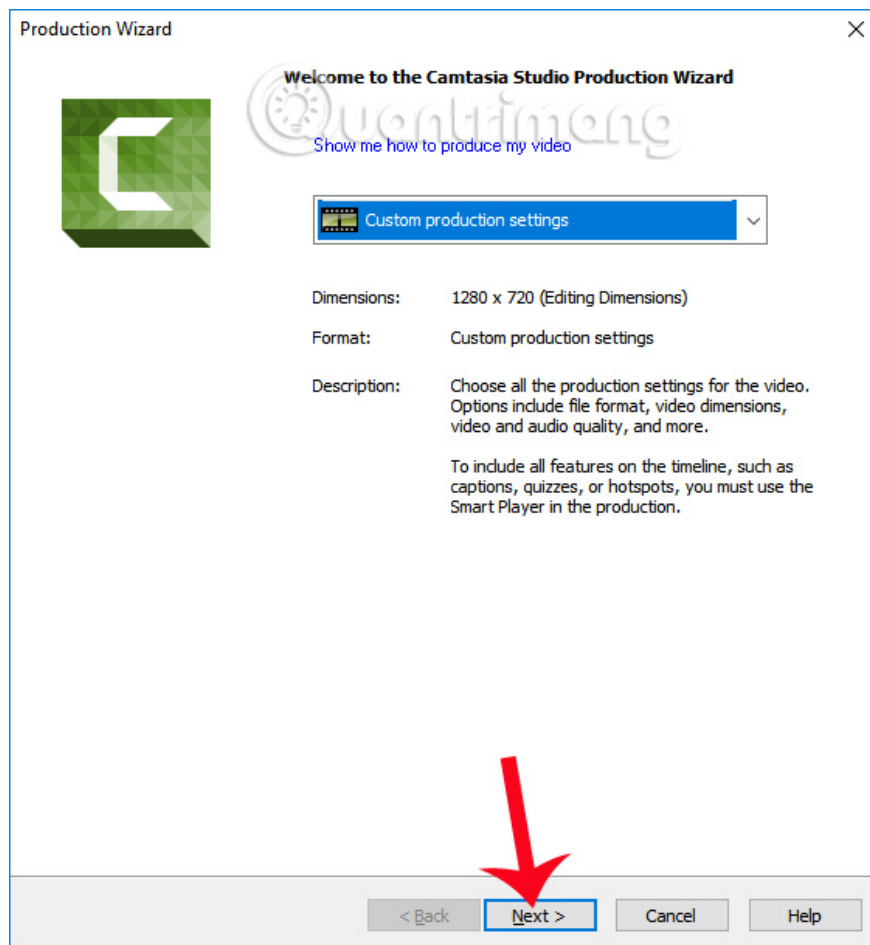 Production Wizard
Welcome to the Camtasia Studio Production Wizard
Quantrimang
Show me how to produce my video
Custom production settings
Dimensions: 1280 x 720 (Editing Dimensions)
Format: Custom production settings
Description: Choose all the production settings for the video.
Options include file format, video dimensions,
video and audio quality, and more.
To include all features on the timeline, such as
captions, quizzes, or hotspots, you must use the
Smart Player in the production.
< Back Next > Cancel Help